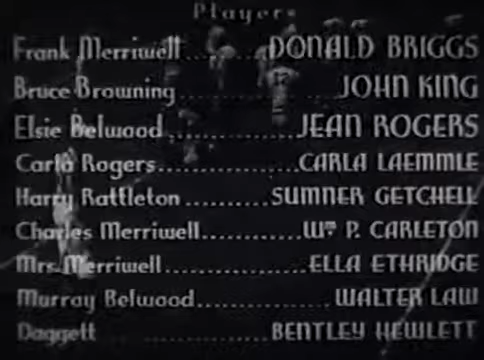 Players
Frank Merriwell..........DONALD BRIGGS
Bruce Browning....................JOHN KING
Elsie Belwood................JEAN ROGERS
Carla Rogers.................CARLA LAEMMLE
Harry Rattleton...........SUMNER GETCHELL
Charles Merriwell............Wm P. CARLETON
Mrs. Merriwell.................ELLA ETHRIDGE
Murray Belwood................WALTER LAW
Daggett.....................BENTLEY HEWLETT